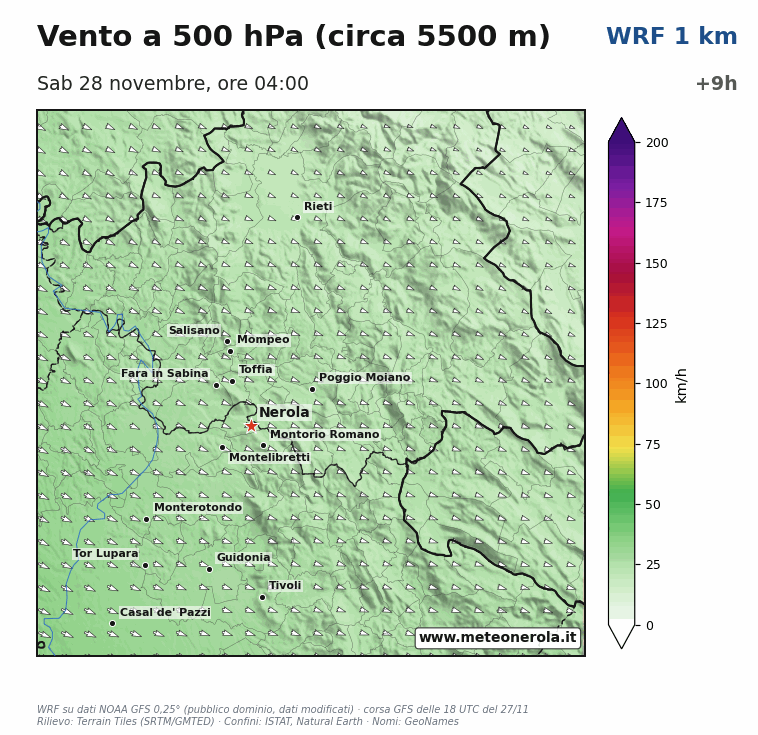 Vento a 500 hPa (circa 5500 m)
WRF 1 km
Sab 28 novembre, ore 04:00
+9h
Rieti
Salisano
Mompeo
Fara in Sabina
Toffia
Poggio Moiano
Nerola
Montorio Romano
Montelibretti
Monterotondo
Tor Lupara
Guidonia
Tivoli
Casal de' Pazzi
www.meteonerola.it
200
175
150
125
100
75
50
25
0
km/h
WRF su dati NOAA GFS 0,25° (pubblico dominio, dati modificati) · corsa GFS delle 18 UTC del 27/11
Rilievo: Terrain Tiles (SRTM/GMTED) · Confini: ISTAT, Natural Earth · Nomi: GeoNames